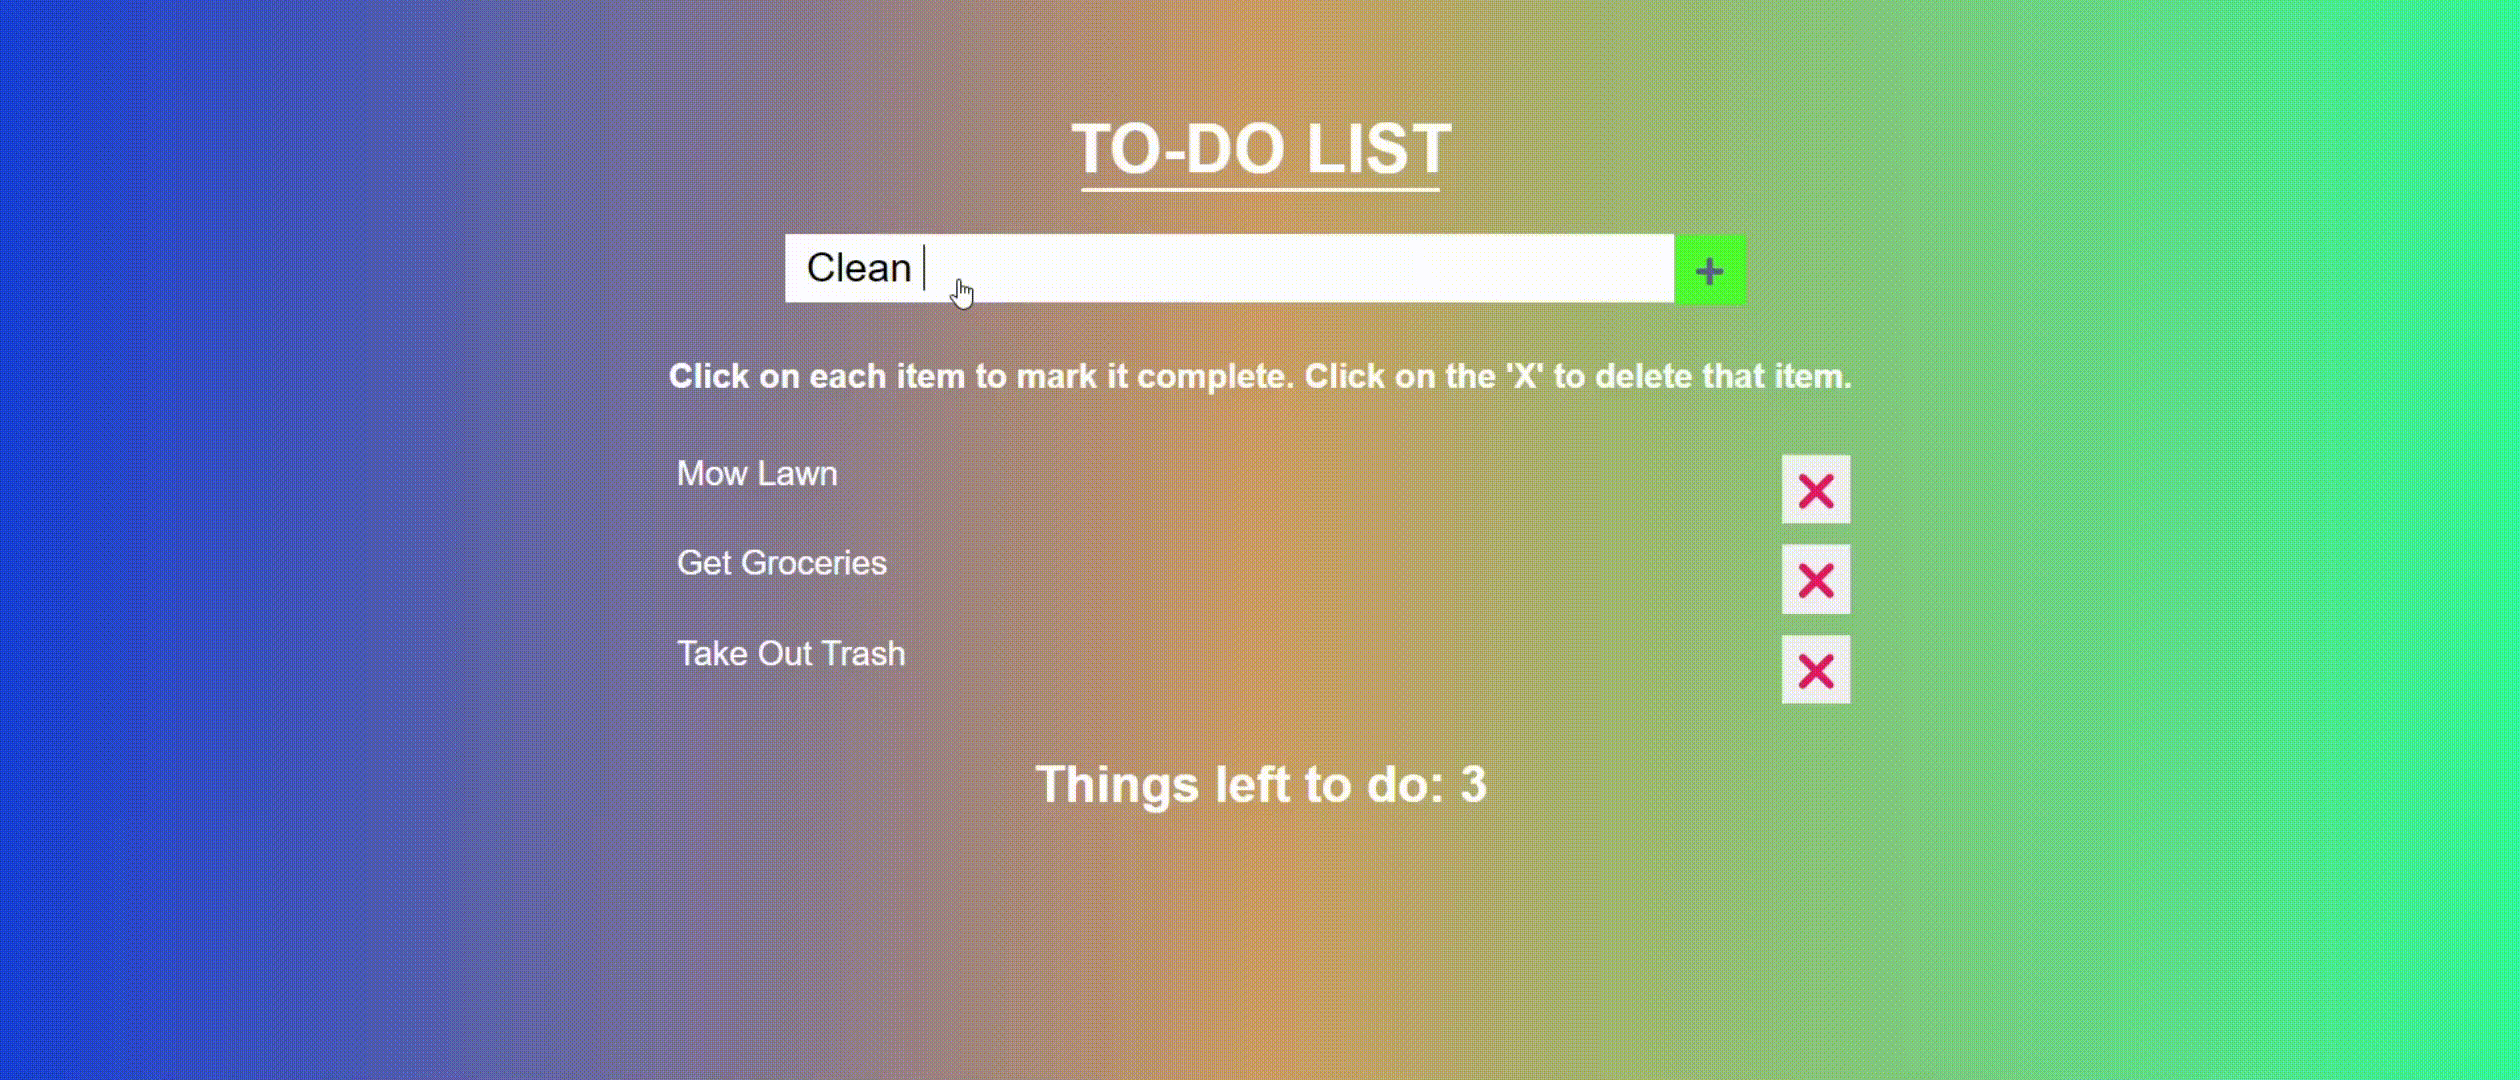 TO-DO LIST
Clean
Click on each item to mark it complete. Click on the 'X' to delete that item.
Mow Lawn
Get Groceries
Take Out Trash
Things left to do: 3